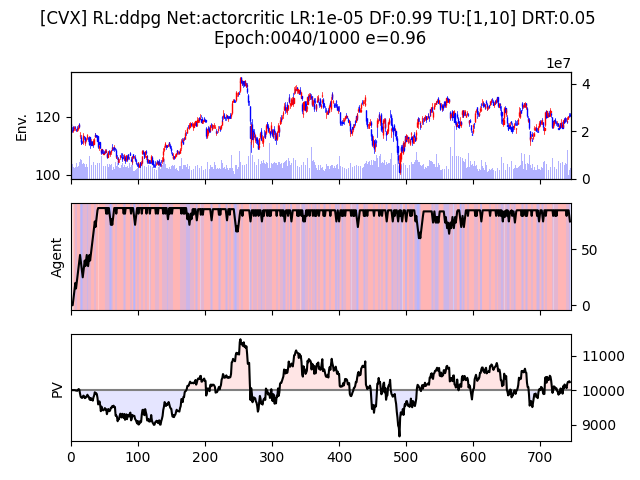 [CVX] RL:ddpg Net:actorcritic LR:1e-05 DF:0.99 TU:[1,10] DRT:0.05
Epoch:0040/1000 e=0.96
1e7
Env.
120
100
4
2
0
Agent
50
0
PV
11000
10000
9000
0 100 200 300 400 500 600 700